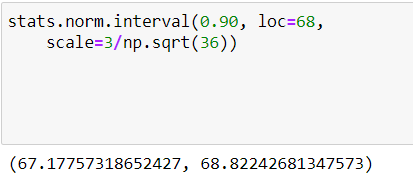 stats.norm.interval(0.90, loc=68,
    scale=3/np.sqrt(36))
(67.17757318652427, 68.82242681347573)